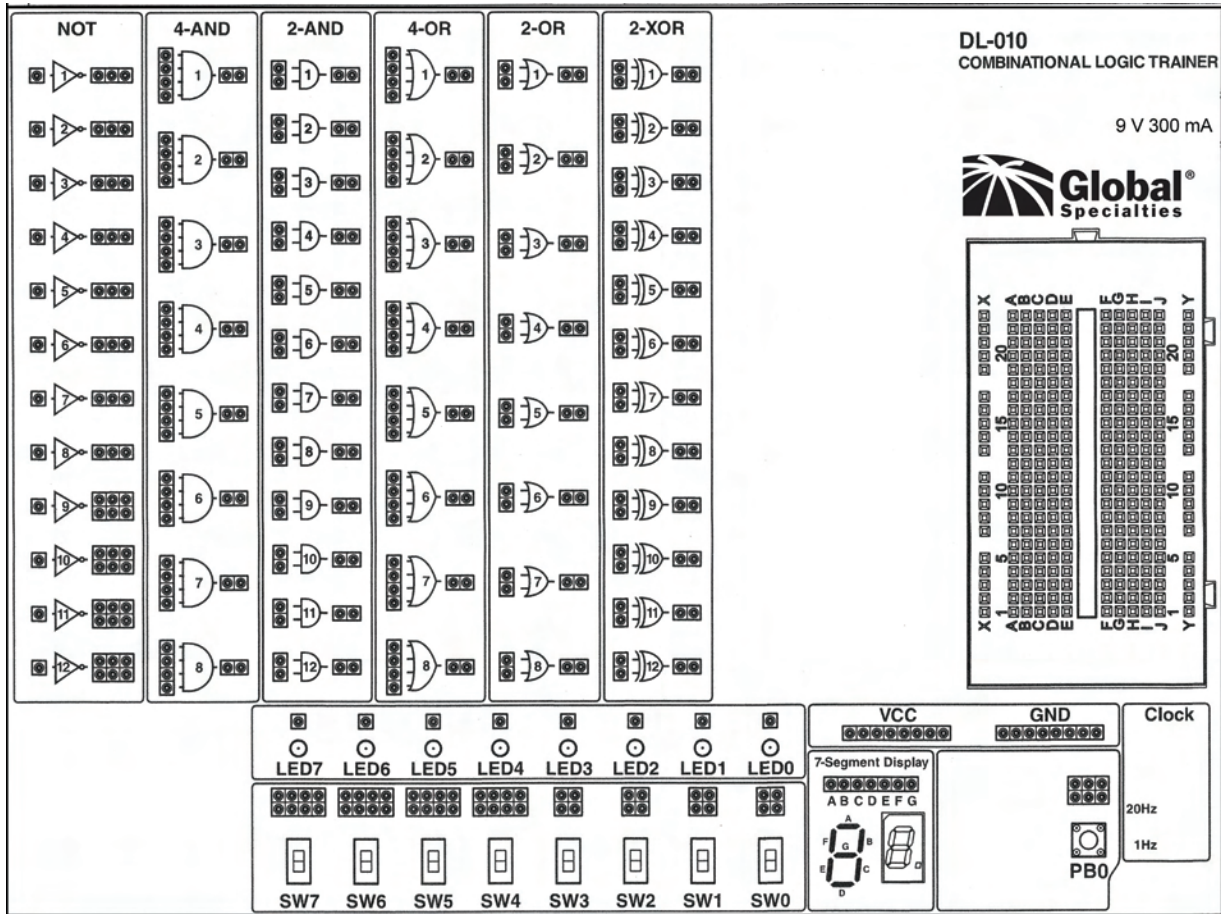 NOT 4-AND 2-AND 4-OR 2-OR 2-XOR
1 1 1 1 1 1
2 2 2 2 2 2
3 3 3 3 3 3
4 4 4 4 4 4
5 5 5 5 5 5
6 6 6 6 6 6
7 7 7 7 7 7
8 8 8 8 8 8
9 9 9
10 10 10
11 11 11
12 12 12
DL-010
COMBINATIONAL LOGIC TRAINER
9 V 300 mA
Global®
Specialties
X A B C D E F G H I J Y
20 20
15 15
10 10
5 5
1 1
X A B C D E F G H I J Y
LED7 LED6 LED5 LED4 LED3 LED2 LED1 LED0
SW7 SW6 SW5 SW4 SW3 SW2 SW1 SW0
VCC GND
7-Segment Display
A B C D E F G
A
F B
G
E C
D
PB0
Clock
20Hz
1Hz